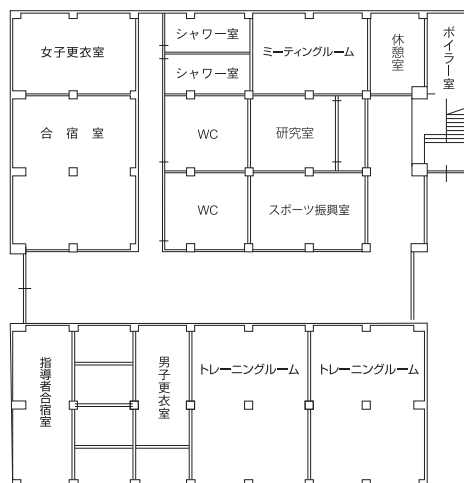 女子更衣室
シャワー室
シャワー室
ミーティングルーム
休憩室
ボイラー室
合宿室
WC
研究室
WC
スポーツ振興室
指導者合宿室
男子更衣室
トレーニングルーム
トレーニングルーム